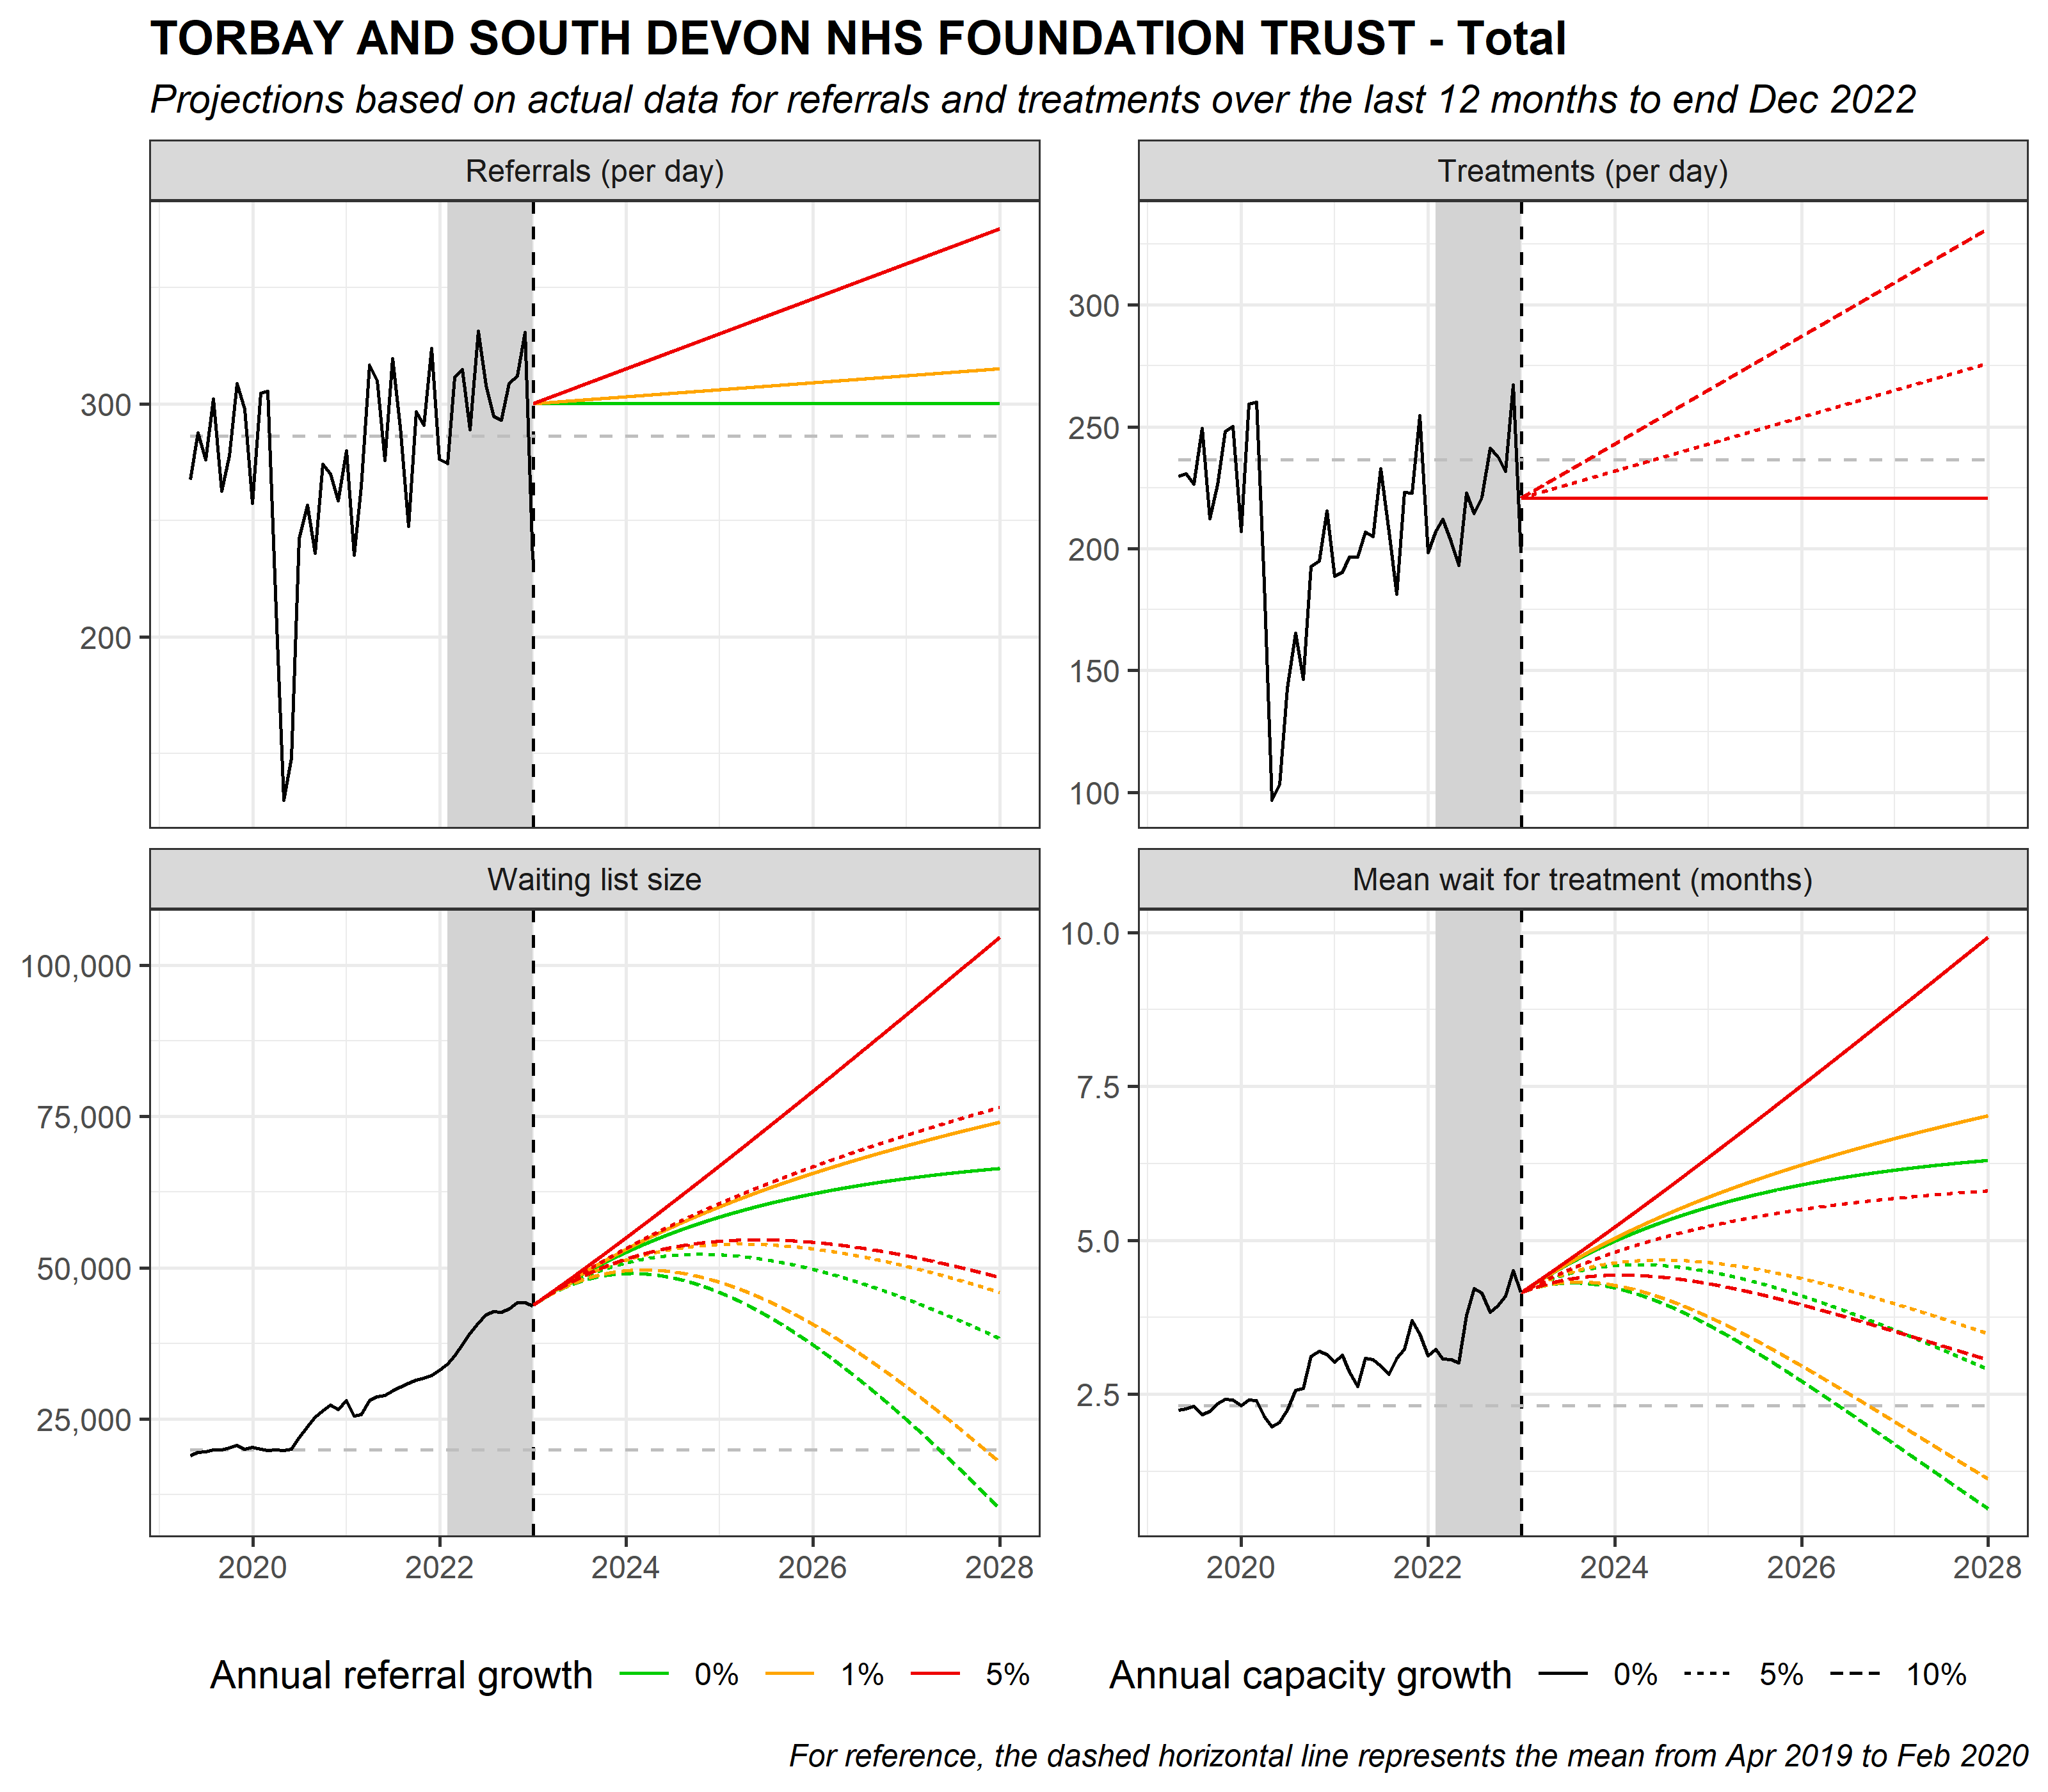 TORBAY AND SOUTH DEVON NHS FOUNDATION TRUST - Total
Projections based on actual data for referrals and treatments over the last 12 months to end Dec 2022
Referrals (per day)
300
200
Treatments (per day)
300
250
200
150
100
Waiting list size
100,000
75,000
50,000
25,000
2020 2022 2024 2026 2028
Mean wait for treatment (months)
10.0
7.5
5.0
2.5
2020 2022 2024 2026 2028
Annual referral growth 0% 1% 5%
Annual capacity growth 0% 5% 10%
For reference, the dashed horizontal line represents the mean from Apr 2019 to Feb 2020